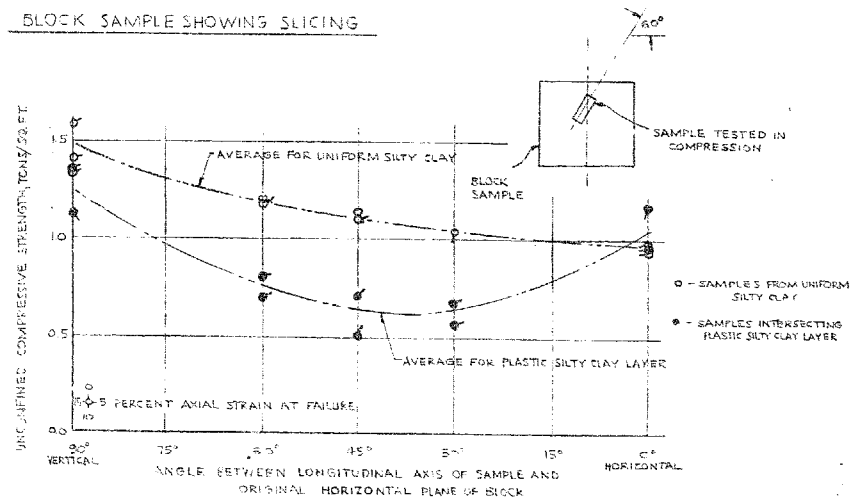 BLOCK SAMPLE SHOWING SLICING
60°
SAMPLE TESTED IN
COMPRESSION
BLOCK
SAMPLE
UNCONFINED COMPRESSIVE STRENGTH, TONS/SQ.FT.
1.5
1.0
0.5
0.0
AVERAGE FOR UNIFORM SILTY CLAY
AVERAGE FOR PLASTIC SILTY CLAY LAYER
- SAMPLES FROM UNIFORM
SILTY CLAY
- SAMPLES INTERSECTING
PLASTIC SILTY CLAY LAYER
5 PERCENT AXIAL STRAIN AT FAILURE
90°
75°
45°
15°
0°
VERTICAL
HORIZONTAL
ANGLE BETWEEN LONGITUDINAL AXIS OF SAMPLE AND
ORIGINAL HORIZONTAL PLANE OF BLOCK